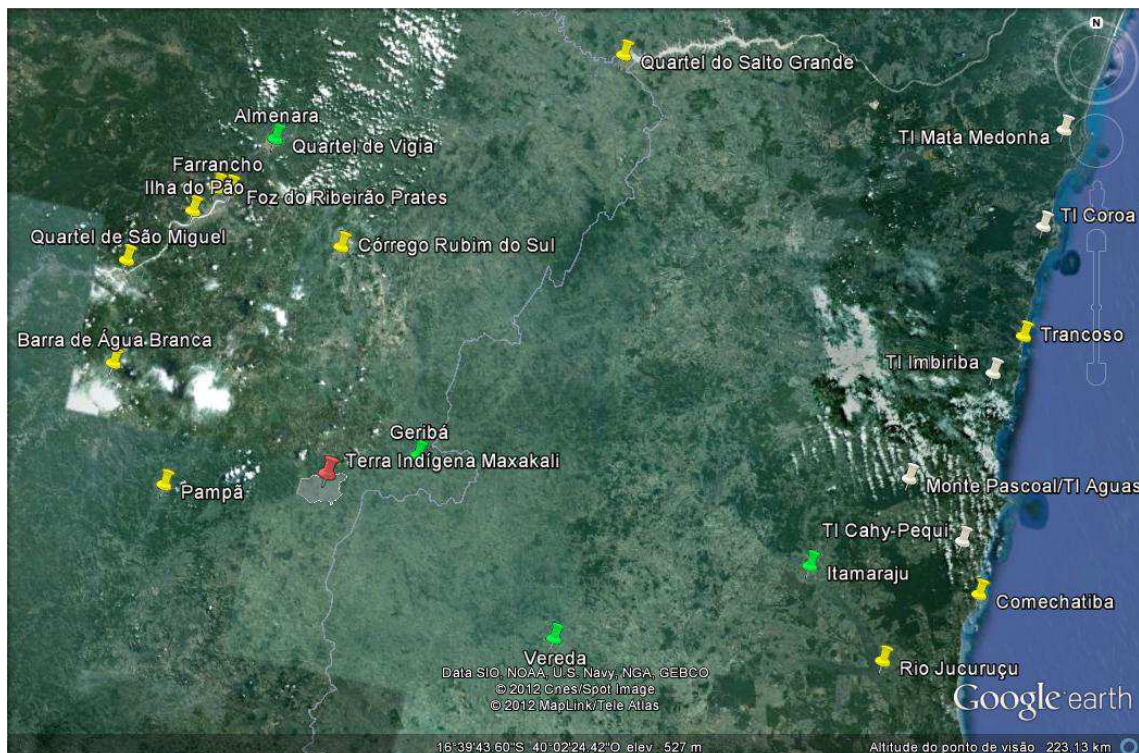 N
Quartel do Salto Grande
Almenara
TI Mata Medonha
Quartel de Vigia
Farrancho
Ilha do Pão
Foz do Ribeirão Prates
TI Coroa
Quartel de São Miguel
Córrego Rubim do Sul
Trancoso
Barra de Água Branca
TI Imbiriba
Geribá
Terra Indígena Maxakali
Monte Pascoal/TI Aguas
Pampã
TI Cahy-Pequi
Itamaraju
Comechatiba
Vereda
Rio Jucuruçu
Data SIO, NOAA, U.S. Navy, NGA, GEBCO
© 2012 Cnes/Spot Image
© 2012 MapLink/Tele Atlas
Google earth
16°39'43.60"S 40°02'24.42"O elev 527 m
Altitude do ponto de visão 223.13 km